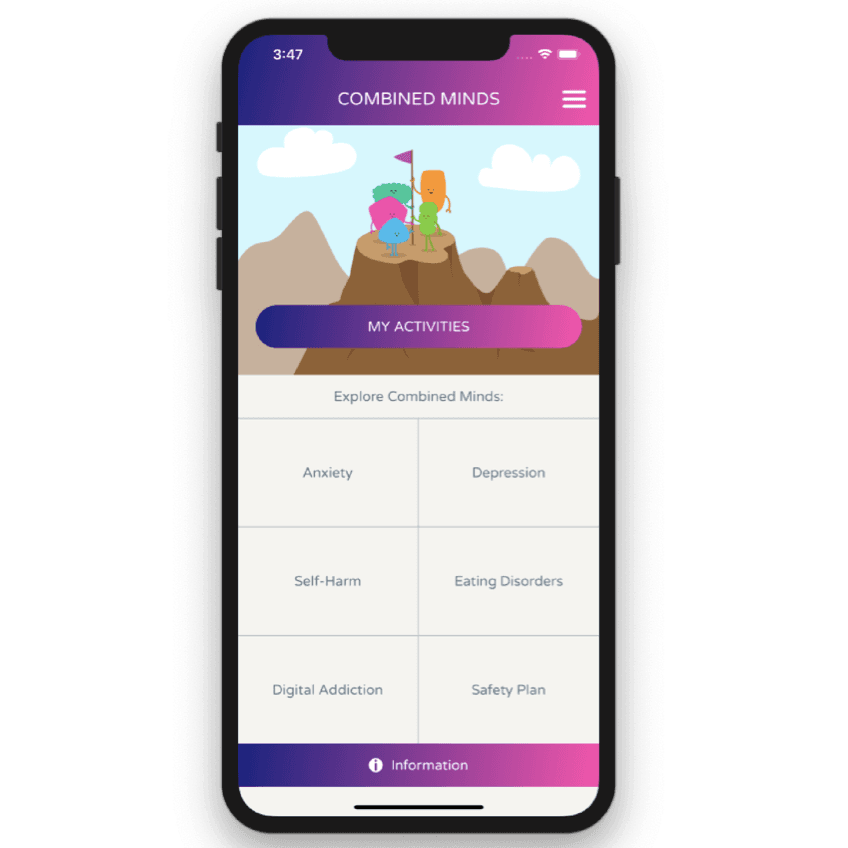 3:47
COMBINED MINDS
MY ACTIVITIES
Explore Combined Minds:
Anxiety
Depression
Self-Harm
Eating Disorders
Digital Addiction
Safety Plan
Information